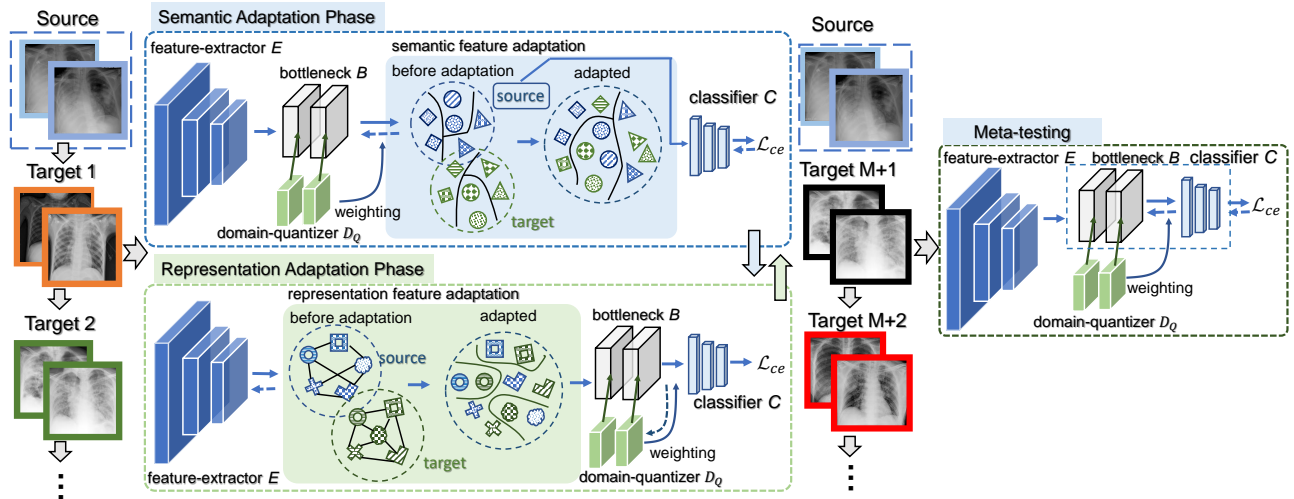 Source
Target 1
Target 2
⋮
Semantic Adaptation Phase
feature-extractor E
bottleneck B
semantic feature adaptation
before adaptation
source
adapted
target
classifier C
ℒce
weighting
domain-quantizer DQ
Representation Adaptation Phase
representation feature adaptation
before adaptation
source
adapted
target
bottleneck B
ℒce
classifier C
weighting
feature-extractor E
domain-quantizer DQ
Source
Target M+1
Target M+2
⋮
Meta-testing
feature-extractor E
bottleneck B
classifier C
ℒce
weighting
domain-quantizer DQ